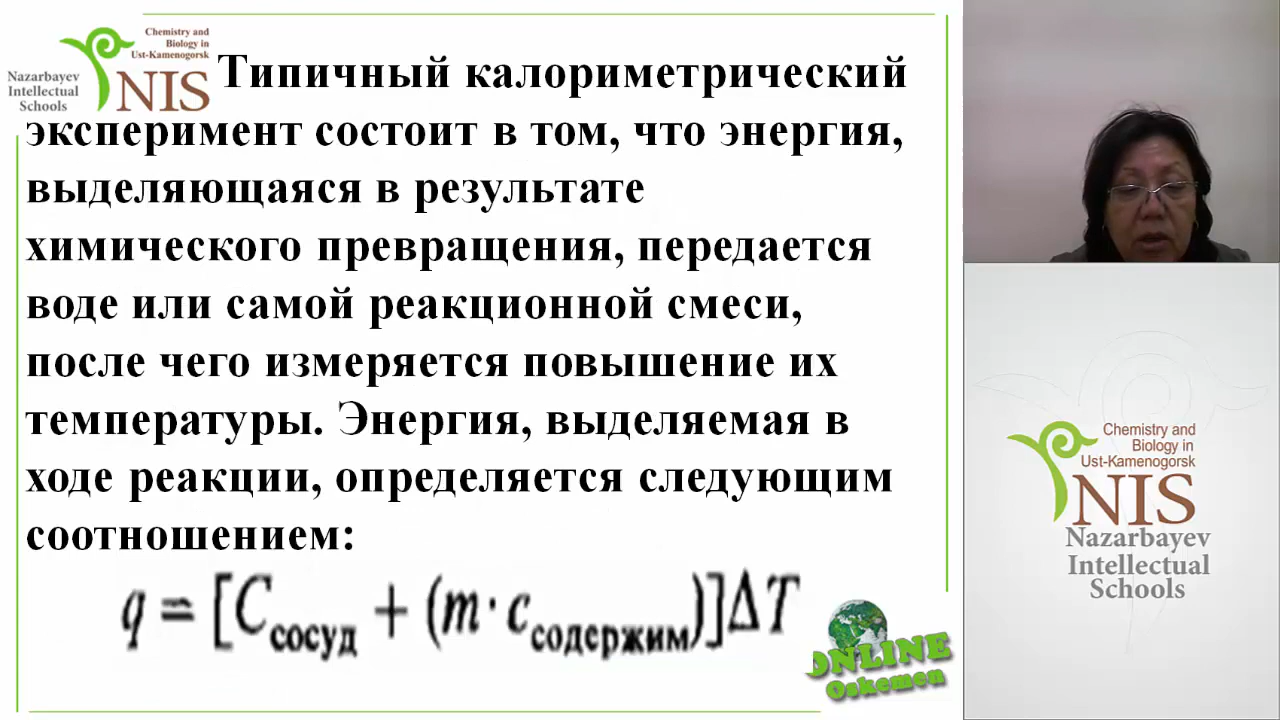 Chemistry and
Biology in
Ust-Kamenogorsk
Nazarbayev
Intellectual
Schools
NIS
Типичный калориметрический
эксперимент состоит в том, что энергия,
выделяющаяся в результате
химического превращения, передается
воде или самой реакционной смеси,
после чего измеряется повышение их
температуры. Энергия, выделяемая в
ходе реакции, определяется следующим
соотношением:
q = [Cсосуд + (m·cсодержим)]ΔT
ONLINE
Oskemen
Chemistry and
Biology in
Ust-Kamenogorsk
NIS
Nazarbayev
Intellectual
Schools